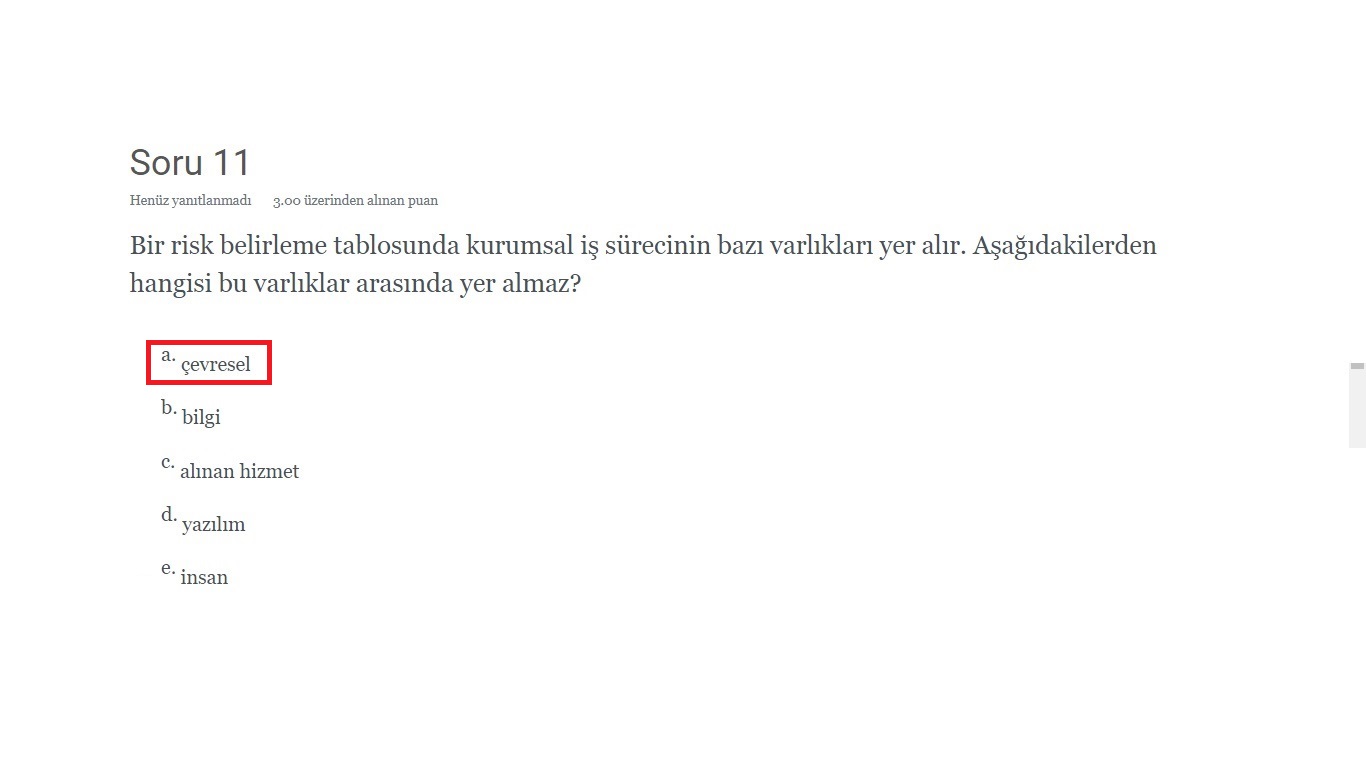 Soru 11
Henüz yanıtlanmadı 3.00 üzerinden alınan puan
Bir risk belirleme tablosunda kurumsal iş sürecinin bazı varlıkları yer alır. Aşağıdakilerden
hangisi bu varlıklar arasında yer almaz?
a. çevresel
b. bilgi
c. alınan hizmet
d. yazılım
e. insan